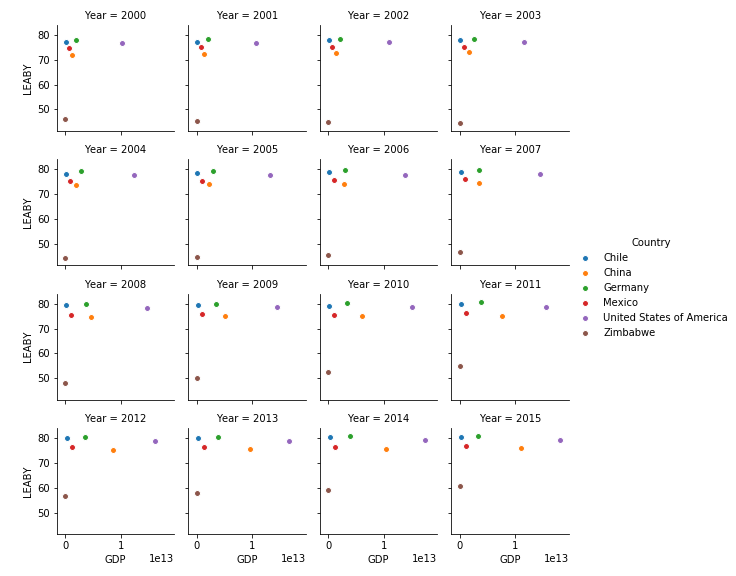 Year = 2000 Year = 2001 Year = 2002 Year = 2003
80
70
60
50
LEABY
Year = 2004 Year = 2005 Year = 2006 Year = 2007
80
70
60
50
LEABY
Country
Chile
China
Germany
Mexico
United States of America
Zimbabwe
Year = 2008 Year = 2009 Year = 2010 Year = 2011
80
70
60
50
LEABY
Year = 2012 Year = 2013 Year = 2014 Year = 2015
80
70
60
50
LEABY
0 1 0 1 0 1 0 1
GDP 1e13 GDP 1e13 GDP 1e13 GDP 1e13